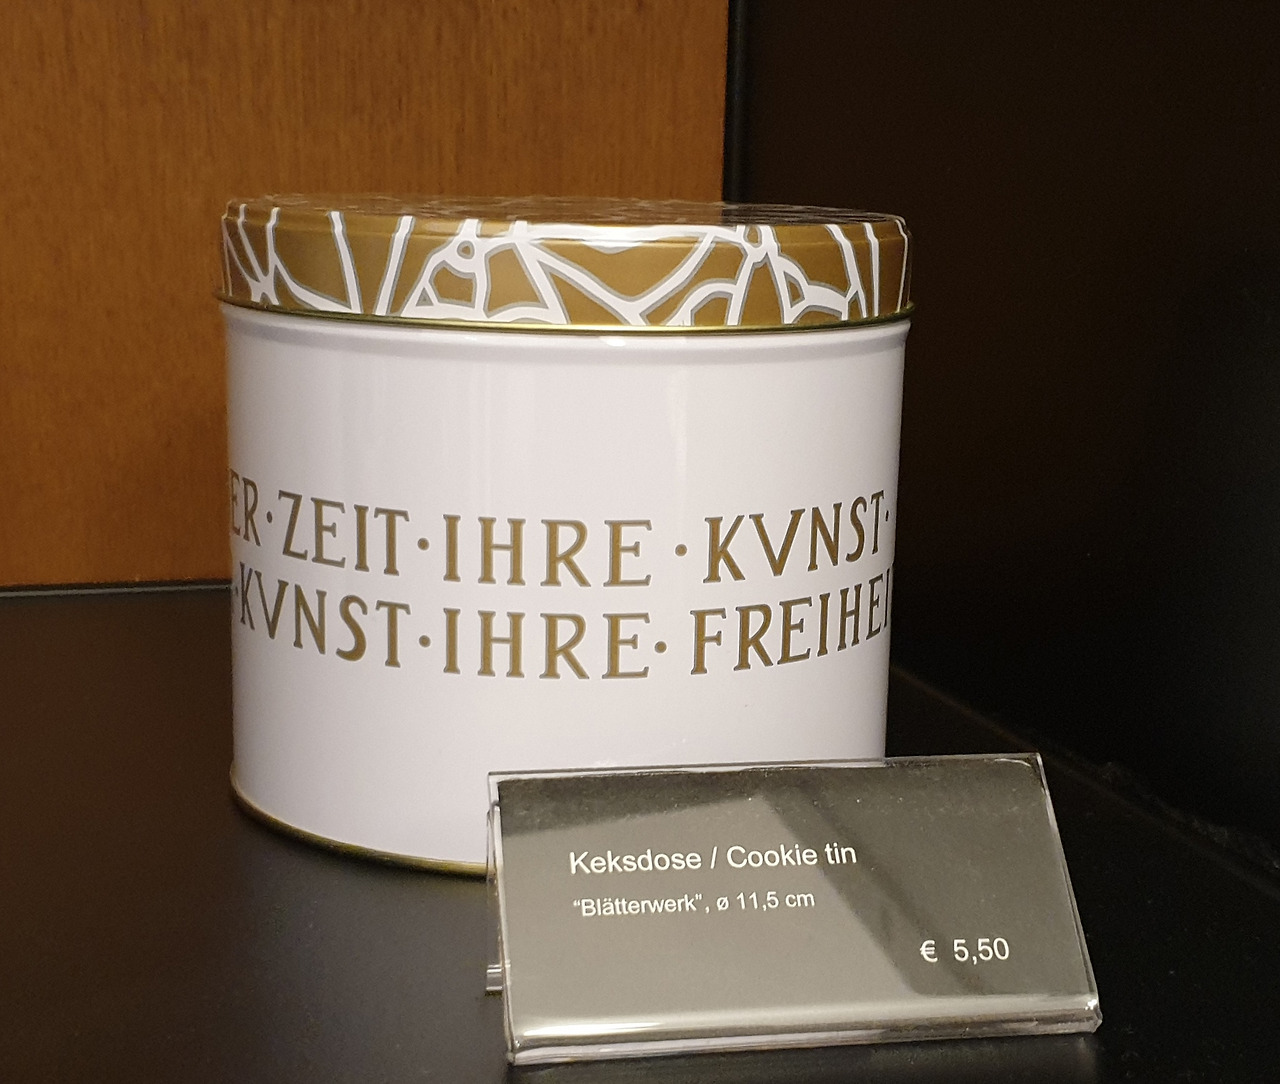 ER·ZEIT·IHRE·KVNST·
·KVNST·IHRE·FREIHEI
Keksdose / Cookie tin
“Blätterwerk”, ø 11,5 cm
€ 5,50